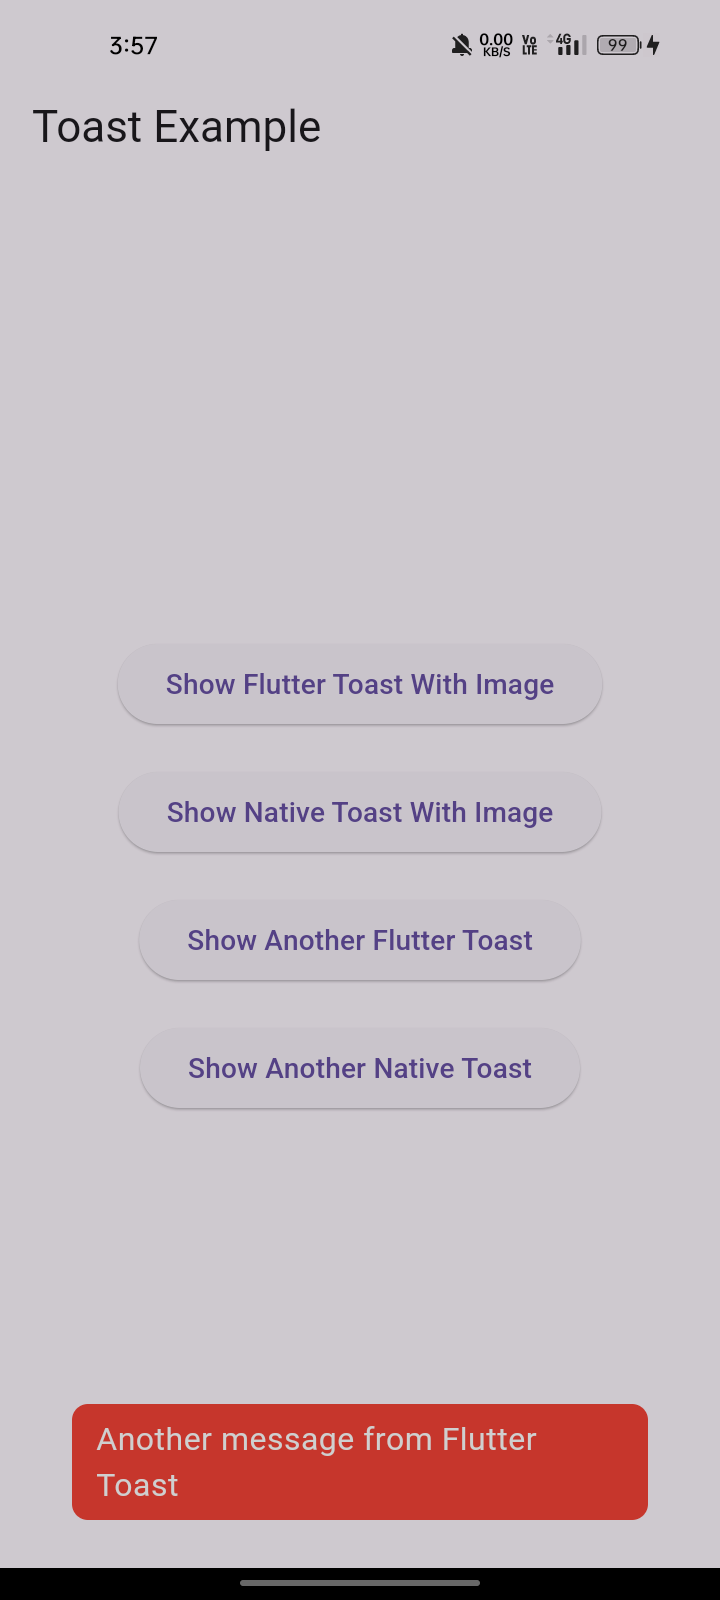 3:57
0.00
KB/S
Vo
LTE
4G
99
Toast Example
Show Flutter Toast With Image
Show Native Toast With Image
Show Another Flutter Toast
Show Another Native Toast
Another message from Flutter
Toast